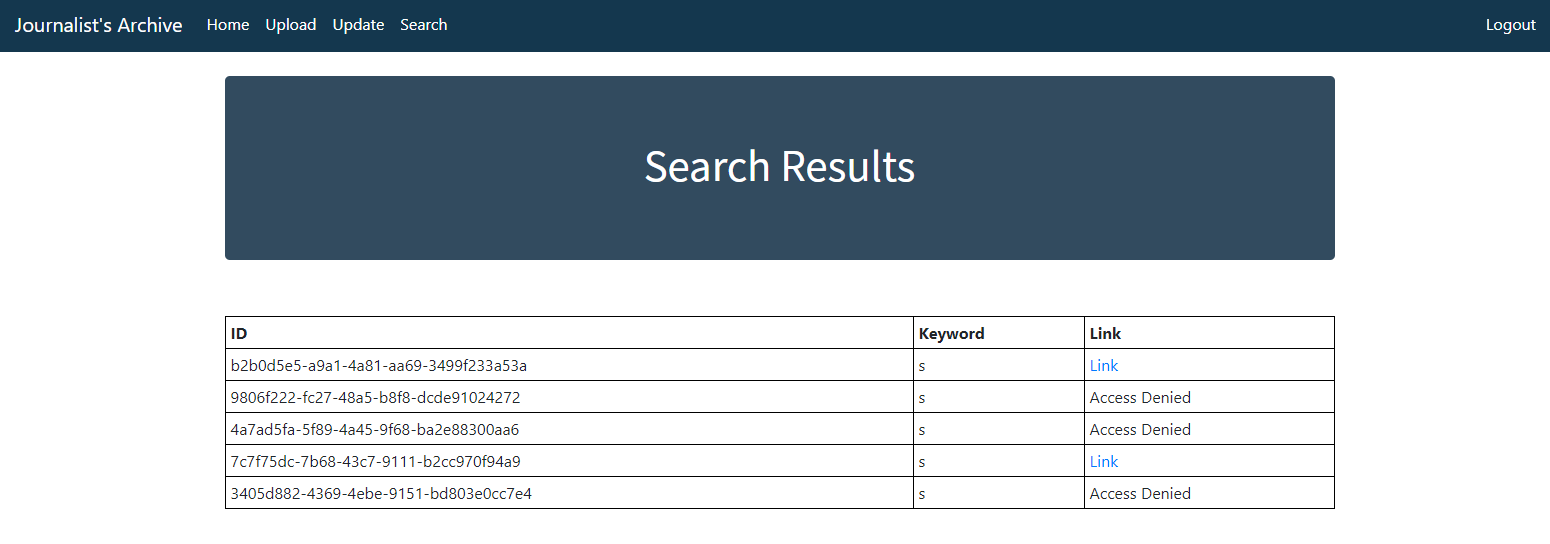 Journalist's Archive Home Upload Update Search Logout
Search Results
ID Keyword Link
b2b0d5e5-a9a1-4a81-aa69-3499f233a53a s Link
9806f222-fc27-48a5-b8f8-dcde91024272 s Access Denied
4a7ad5fa-5f89-4a45-9f68-ba2e88300aa6 s Access Denied
7c7f75dc-7b68-43c7-9111-b2cc970f94a9 s Link
3405d882-4369-4ebe-9151-bd803e0cc7e4 s Access Denied